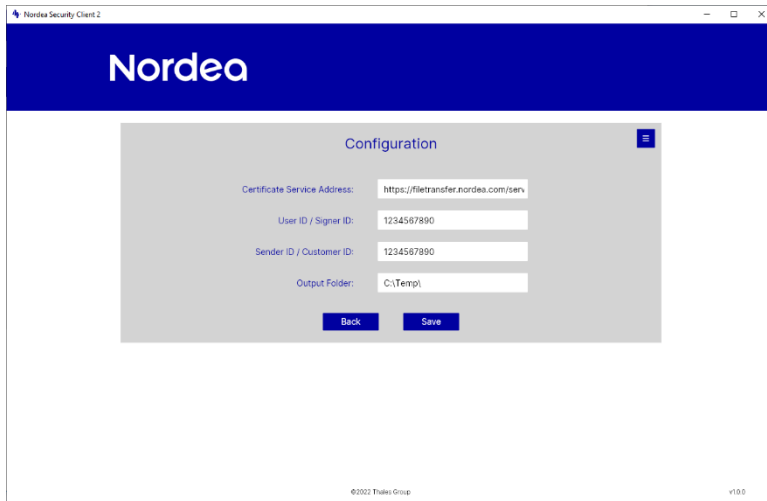 Nordea Security Client 2
Nordea
Configuration
Certificate Service Address: https://filetransfer.nordea.com/serv
User ID / Signer ID: 1234567890
Sender ID / Customer ID: 1234567890
Output Folder: C:\Temp\
Back Save
©2022 Thales Group v1.0.0